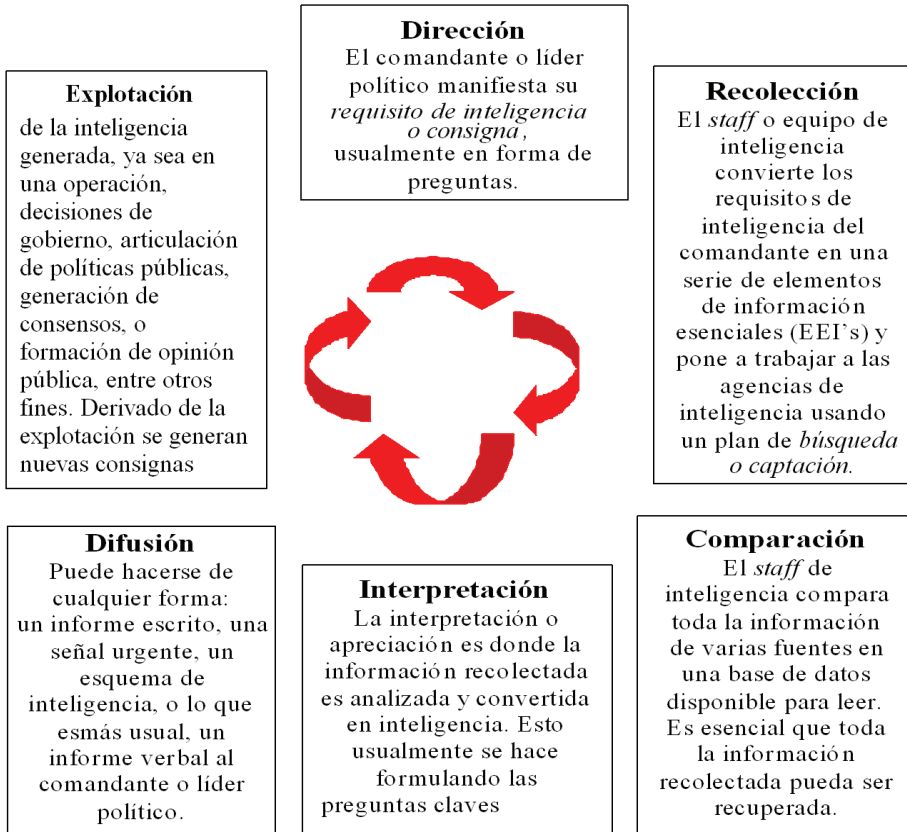 Dirección
El comandante o líder
político manifiesta su
requisito de inteligencia
o consigna,
usualmente en forma de
preguntas.
Recolección
El staff o equipo de
inteligencia
convierte los
requisitos de
inteligencia del
comandante en una
serie de elementos
de información
esenciales (EEI's) y
pone a trabajar a las
agencias de
inteligencia usando
un plan de búsqueda
o captación.
Comparación
El staff de
inteligencia compara
toda la información
de varias fuentes en
una base de datos
disponible para leer.
Es esencial que toda
la información
recolectada pueda ser
recuperada.
Interpretación
La interpretación o
apreciación es donde la
información recolectada
es analizada y convertida
en inteligencia. Esto
usualmente se hace
formulando las
preguntas claves
Difusión
Puede hacerse de
cualquier forma:
un informe escrito, una
señal urgente, un
esquema de
inteligencia, o lo que
esmás usual, un
informe verbal al
comandante o líder
político.
Explotación
de la inteligencia
generada, ya sea en
una operación,
decisiones de
gobierno, articulación
de políticas públicas,
generación de
consensos, o
formación de opinión
pública, entre otros
fines. Derivado de la
explotación se generan
nuevas consignas